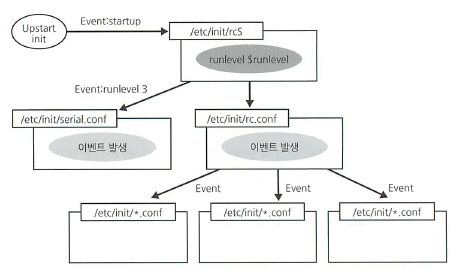 Upstart
init
Event:startup
/etc/init/rcS
runlevel $runlevel
Event:runlevel 3
/etc/init/serial.conf
이벤트 발생
/etc/init/rc.conf
이벤트 발생
Event
Event
Event
/etc/init/*.conf
/etc/init/*.conf
/etc/init/*.conf